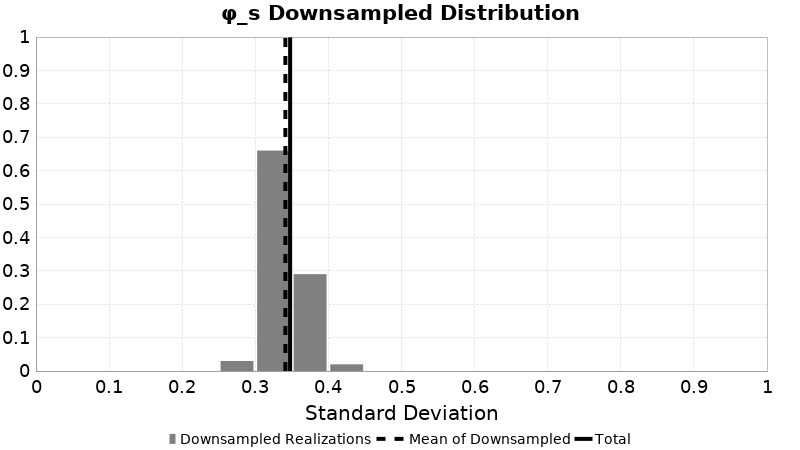 φ_s Downsampled Distribution
1
0.9
0.8
0.7
0.6
0.5
0.4
0.3
0.2
0.1
0
0 0.1 0.2 0.3 0.4 0.5 0.6 0.7 0.8 0.9 1
Standard Deviation
Downsampled Realizations Mean of Downsampled Total